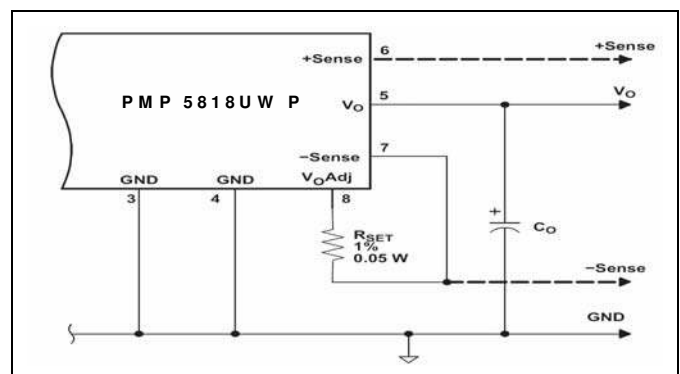 6
+Sense
+Sense
PMP 5818UW P
5
VO
VO
7
−Sense
GND
GND
VOAdj
3
4
8
RSET
1%
0.05 W
+
CO
−Sense
GND